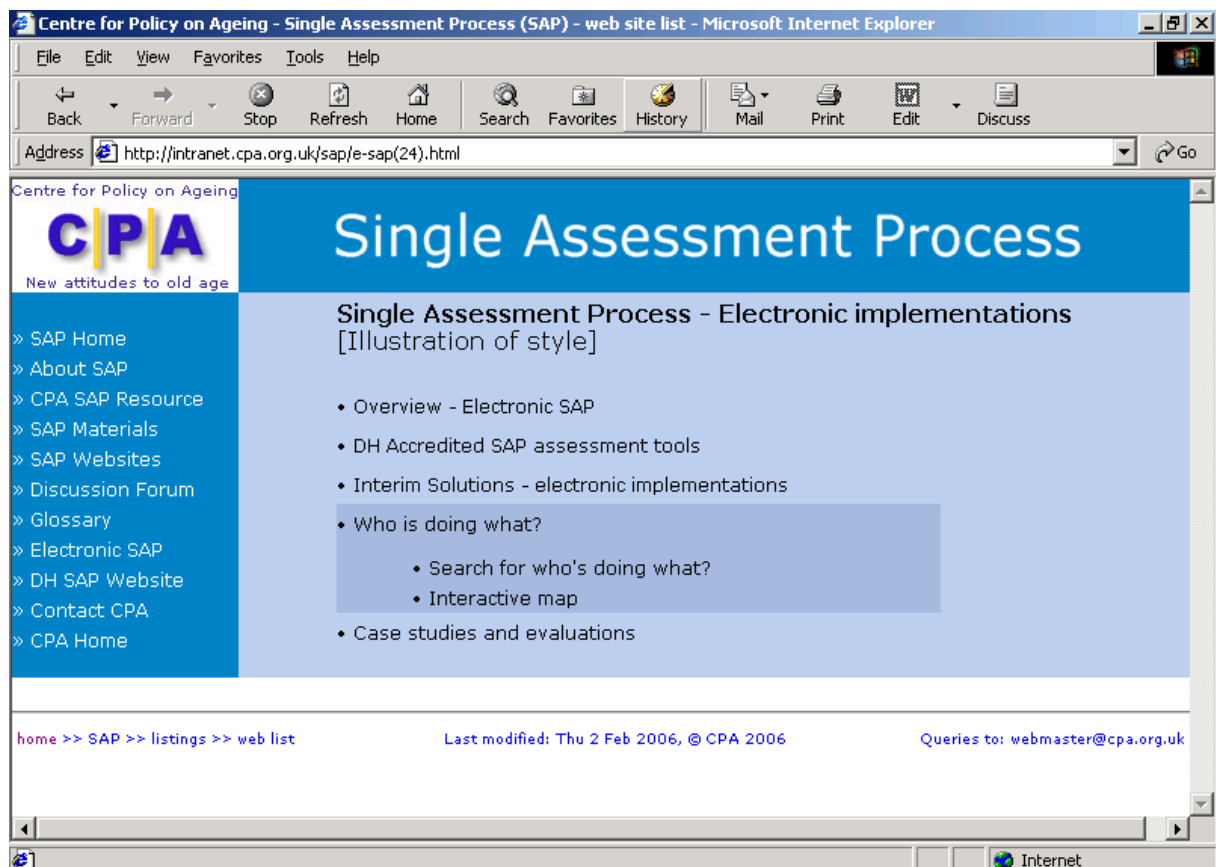 Centre for Policy on Ageing - Single Assessment Process (SAP) - web site list - Microsoft Internet Explorer
File Edit View Favorites Tools Help
Back Forward Stop Refresh Home Search Favorites History Mail Print Edit Discuss
Address http://intranet.cpa.org.uk/sap/e-sap(24).html Go
Centre for Policy on Ageing
C|P|A
New attitudes to old age
Single Assessment Process
» SAP Home
» About SAP
» CPA SAP Resource
» SAP Materials
» SAP Websites
» Discussion Forum
» Glossary
» Electronic SAP
» DH SAP Website
» Contact CPA
» CPA Home
Single Assessment Process - Electronic implementations
[Illustration of style]
• Overview - Electronic SAP
• DH Accredited SAP assessment tools
• Interim Solutions - electronic implementations
• Who is doing what?
• Search for who's doing what?
• Interactive map
• Case studies and evaluations
home >> SAP >> listings >> web list Last modified: Thu 2 Feb 2006, © CPA 2006 Queries to: webmaster@cpa.org.uk
Internet